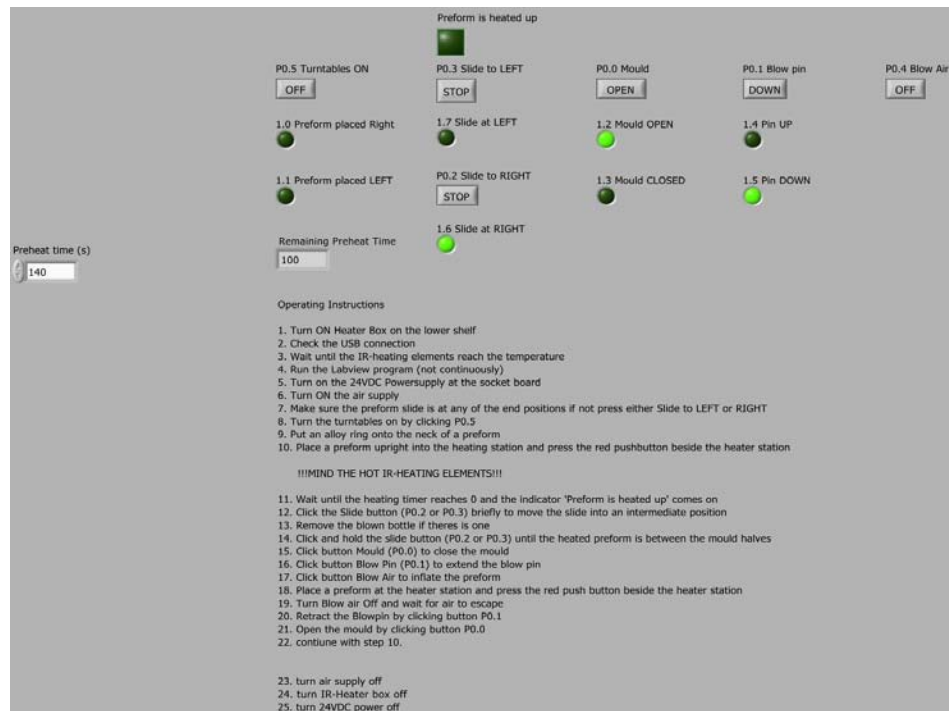 Preform is heated up
P0.5 Turntables ON
P0.3 Slide to LEFT
P0.0 Mould
P0.1 Blow pin
P0.4 Blow Air
OFF
STOP
OPEN
DOWN
OFF
1.0 Preform placed Right
1.7 Slide at LEFT
1.2 Mould OPEN
1.4 Pin UP
1.1 Preform placed LEFT
P0.2 Slide to RIGHT
1.3 Mould CLOSED
1.5 Pin DOWN
STOP
1.6 Slide at RIGHT
Remaining Preheat Time
Preheat time (s)
100
140
Operating Instructions
1. Turn ON Heater Box on the lower shelf
2. Check the USB connection
3. Wait until the IR-heating elements reach the temperature
4. Run the Labview program (not continuously)
5. Turn on the 24VDC Powersupply at the socket board
6. Turn ON the air supply
7. Make sure the preform slide is at any of the end positions if not press either Slide to LEFT or RIGHT
8. Turn the turntables on by clicking P0.5
9. Put an alloy ring onto the neck of a preform
10. Place a preform upright into the heating station and press the red pushbutton beside the heater station
!!!MIND THE HOT IR-HEATING ELEMENTS!!!
11. Wait until the heating timer reaches 0 and the indicator 'Preform is heated up' comes on
12. Click the Slide button (P0.2 or P0.3) briefly to move the slide into an intermediate position
13. Remove the blown bottle if theres is one
14. Click and hold the slide button (P0.2 or P0.3) until the heated preform is between the mould halves
15. Click button Mould (P0.0) to close the mould
16. Click button Blow Pin (P0.1) to extend the blow pin
17. Click button Blow Air to inflate the preform
18. Place a preform at the heater station and press the red push button beside the heater station
19. Turn Blow air Off and wait for air to escape
20. Retract the Blowpin by clicking button P0.1
21. Open the mould by clicking button P0.0
22. contiune with step 10.
23. turn air supply off
24. turn IR-Heater box off
25. turn 24VDC power off